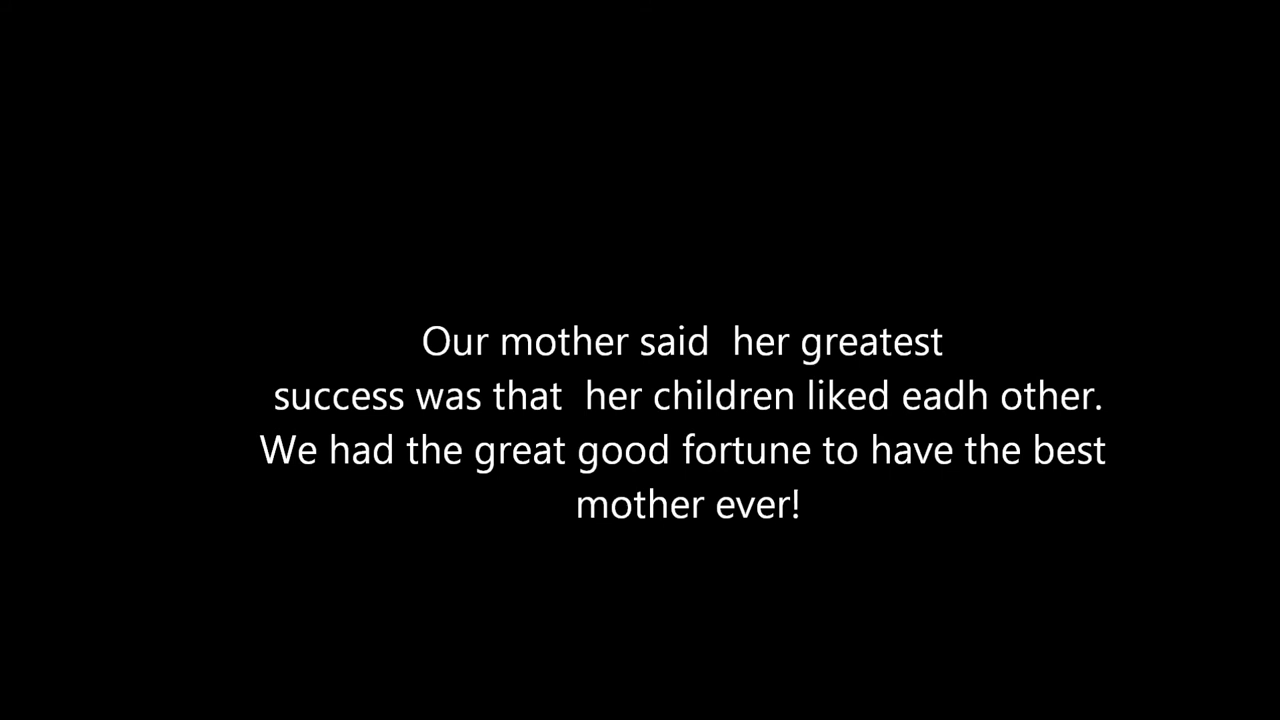 Our mother said  her greatest
success was that  her children liked eadh other.
We had the great good fortune to have the best
mother ever!